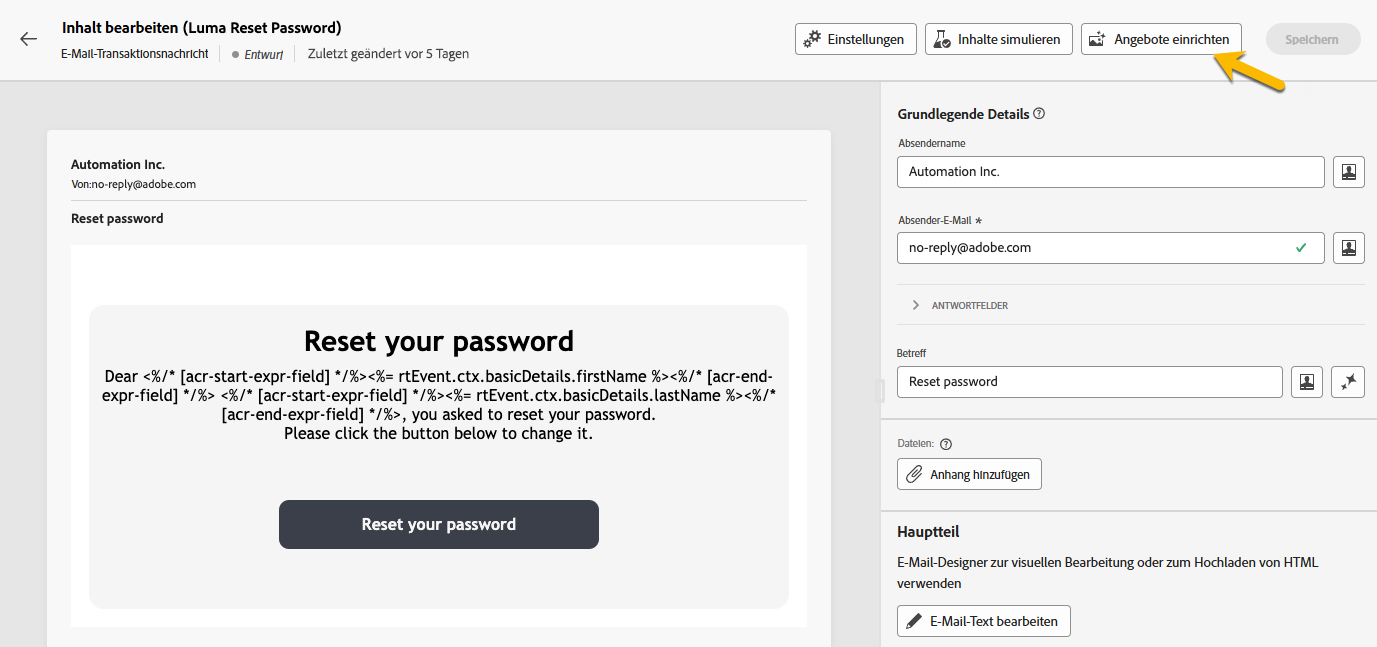 Inhalt bearbeiten (Luma Reset Password)
E-Mail-Transaktionsnachricht
Entwurf
Zuletzt geändert vor 5 Tagen
Einstellungen
Inhalte simulieren
Angebote einrichten
Speichern
Automation Inc.
Von:no-reply@adobe.com
Reset password
Reset your password
Dear <%/* [acr-start-expr-field] */%><%= rtEvent.ctx.basicDetails.firstName %><%/* [acr-end-
expr-field] */%> <%/* [acr-start-expr-field] */%><%= rtEvent.ctx.basicDetails.lastName %><%/*
[acr-end-expr-field] */%>, you asked to reset your password.
Please click the button below to change it.
Reset your password
Grundlegende Details
Absendername
Automation Inc.
Absender-E-Mail *
no-reply@adobe.com
ANTWORTFELDER
Betreff
Reset password
Dateien:
Anhang hinzufügen
Hauptteil
E-Mail-Designer zur visuellen Bearbeitung oder zum Hochladen von HTML
verwenden
E-Mail-Text bearbeiten